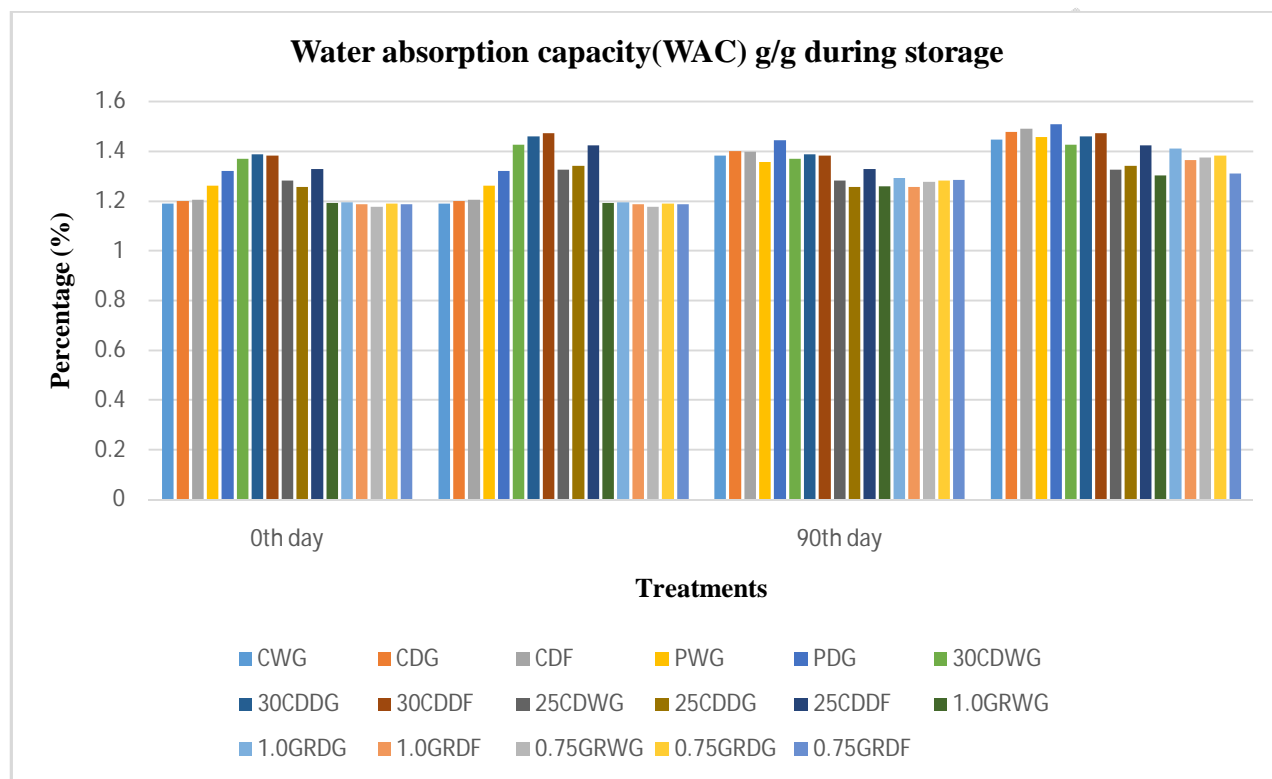 Water absorption capacity(WAC) g/g during storage
1.6
1.4
1.2
1
0.8
0.6
0.4
0.2
0
Percentage (%)
0th day 90th day
Treatments
CWG CDG CDF PWG PDG 30CDWG
30CDDG 30CDDF 25CDWG 25CDDG 25CDDF 1.0GRWG
1.0GRDG 1.0GRDF 0.75GRWG 0.75GRDG 0.75GRDF